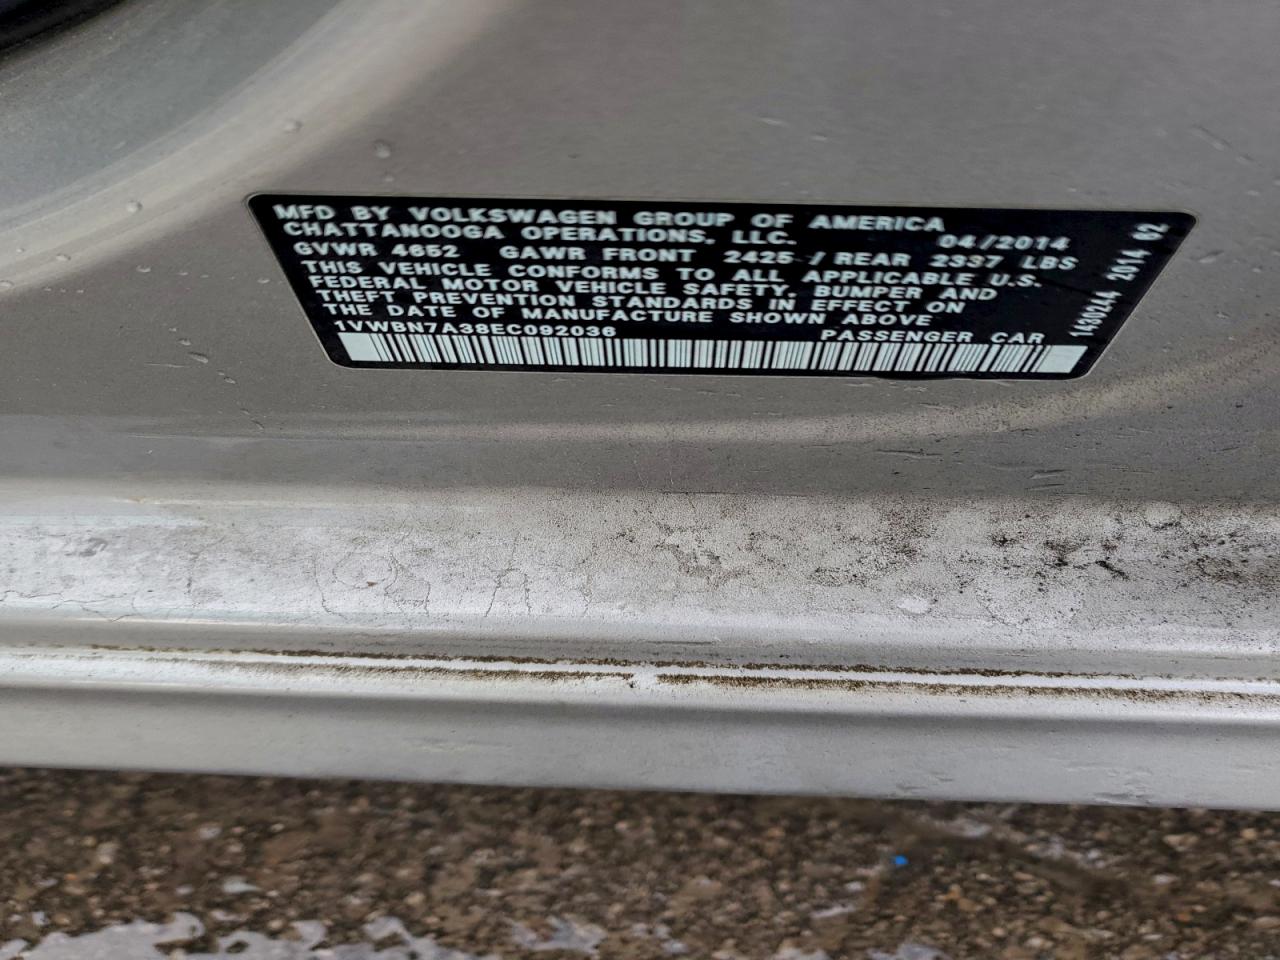 MFD BY VOLKSWAGEN GROUP OF AMERICA
CHATTANOOGA OPERATIONS, LLC. 04/2014
GVWR 4652 GAWR FRONT 2425 / REAR 2337 LBS
THIS VEHICLE CONFORMS TO ALL APPLICABLE U.S.
FEDERAL MOTOR VEHICLE SAFETY, BUMPER AND
THEFT PREVENTION STANDARDS IN EFFECT ON
THE DATE OF MANUFACTURE SHOWN ABOVE
1VWBN7A38EC092036 PASSENGER CAR
1430244 2014 02